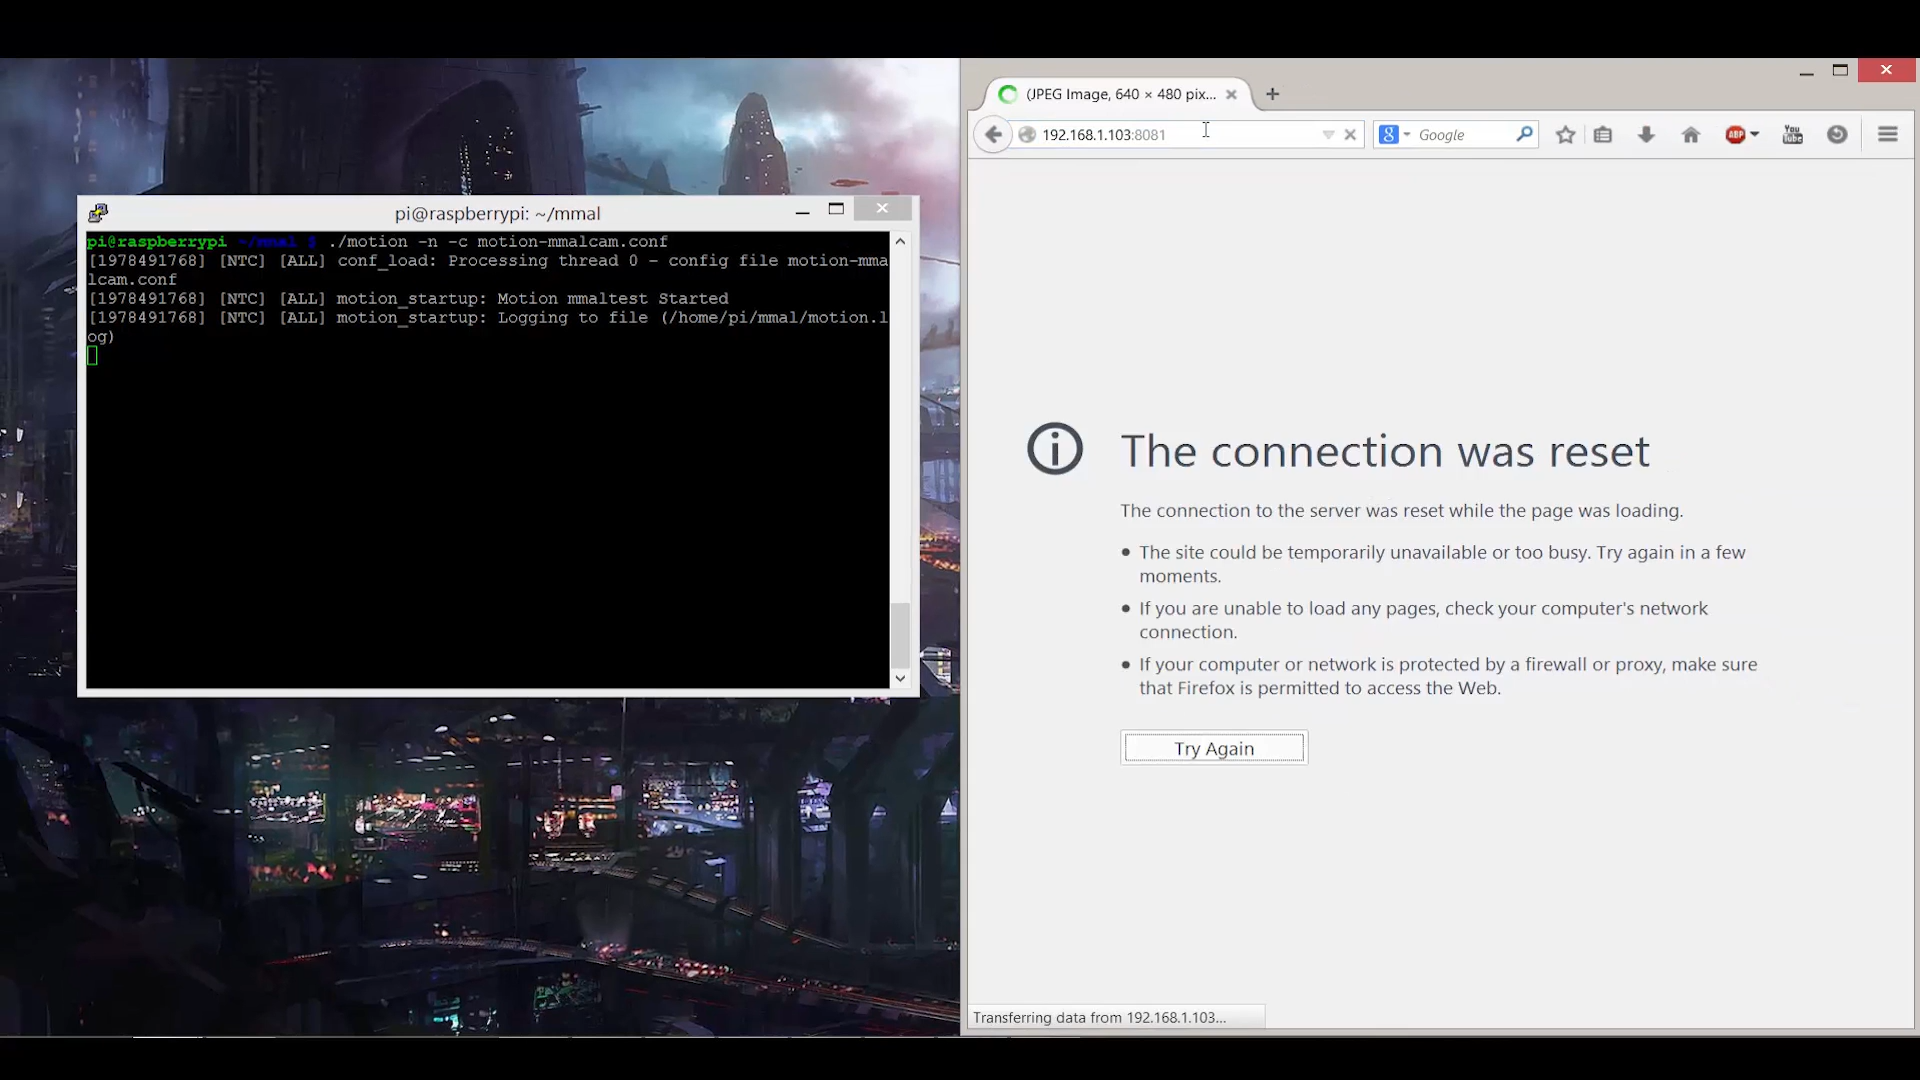 pi@raspberrypi: ~/mmal
pi@raspberrypi ~/mmal $ ./motion -n -c motion-mmalcam.conf
[1978491768] [NTC] [ALL] conf_load: Processing thread 0 - config file motion-mma
lcam.conf
[1978491768] [NTC] [ALL] motion_startup: Motion mmaltest Started
[1978491768] [NTC] [ALL] motion_startup: Logging to file (/home/pi/mmal/motion.l
og)
(JPEG Image, 640 × 480 pix...
192.168.1.103:8081
g
Google
ABP
You
Tube
The connection was reset
The connection to the server was reset while the page was loading.
The site could be temporarily unavailable or too busy. Try again in a few
moments.
If you are unable to load any pages, check your computer's network
connection.
If your computer or network is protected by a firewall or proxy, make sure
that Firefox is permitted to access the Web.
Try Again
Transferring data from 192.168.1.103...